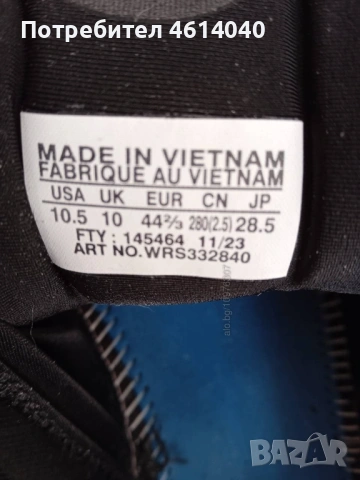 Потребител 4614040
MADE IN VIETNAM
FABRIQUE AU VIETNAM
USA UK EUR CN JP
10.5 10 44⅔ 280(2.5) 28.5
FTY : 145464 11/23
ART NO.WRS332840
BAZAR